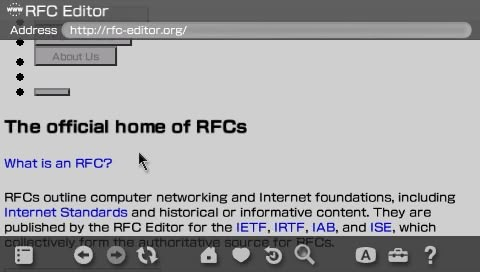 www RFC Editor
Address http://rfc-editor.org/
About Us
The official home of RFCs
What is an RFC?
RFCs outline computer networking and Internet foundations, including
Internet Standards and historical or informative content. They are
published by the RFC Editor for the IETF, IRTF, IAB, and ISE, which
collectively form the authoritative source for RFCs.
A ?